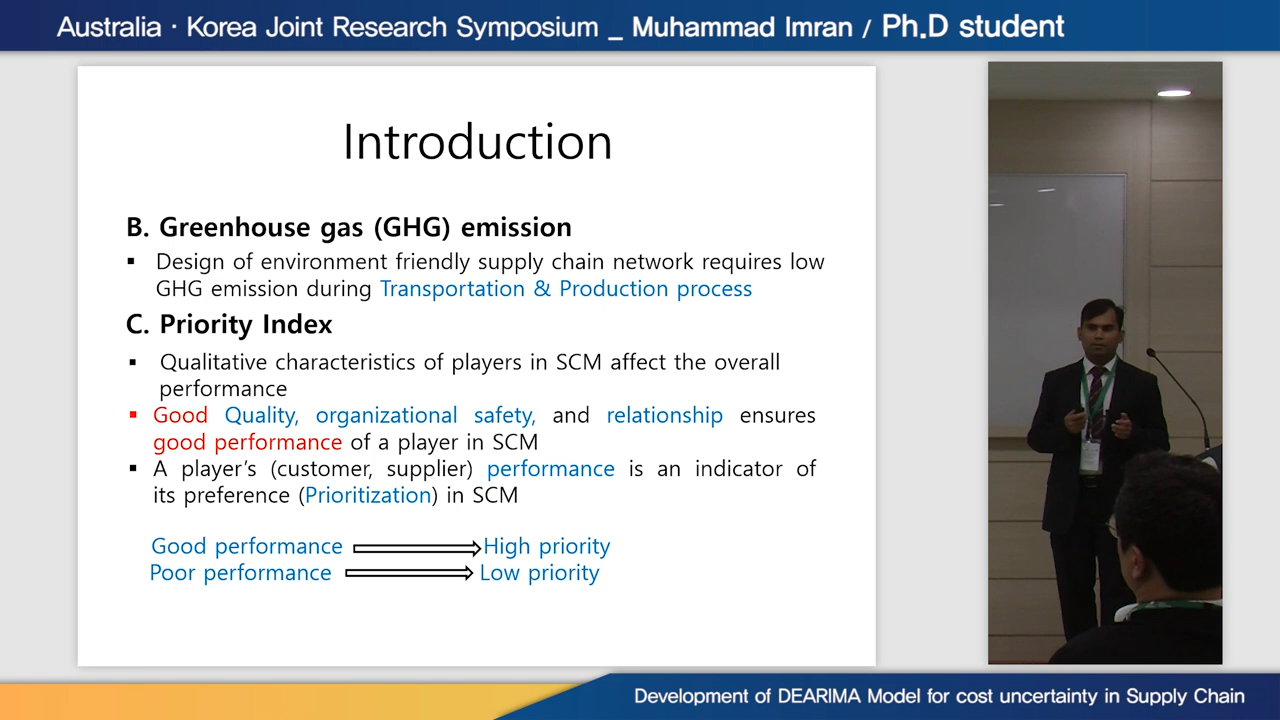 Australia · Korea Joint Research Symposium _ Muhammad Imran / Ph.D student
Introduction
B. Greenhouse gas (GHG) emission
▪ Design of environment friendly supply chain network requires low
GHG emission during Transportation & Production process
C. Priority Index
▪ Qualitative characteristics of players in SCM affect the overall
performance
▪ Good Quality, organizational safety, and relationship ensures
good performance of a player in SCM
▪ A player's (customer, supplier) performance is an indicator of
its preference (Prioritization) in SCM
Good performance ⟹ High priority
Poor performance ⟹ Low priority
Development of DEARIMA Model for cost uncertainty in Supply Chain